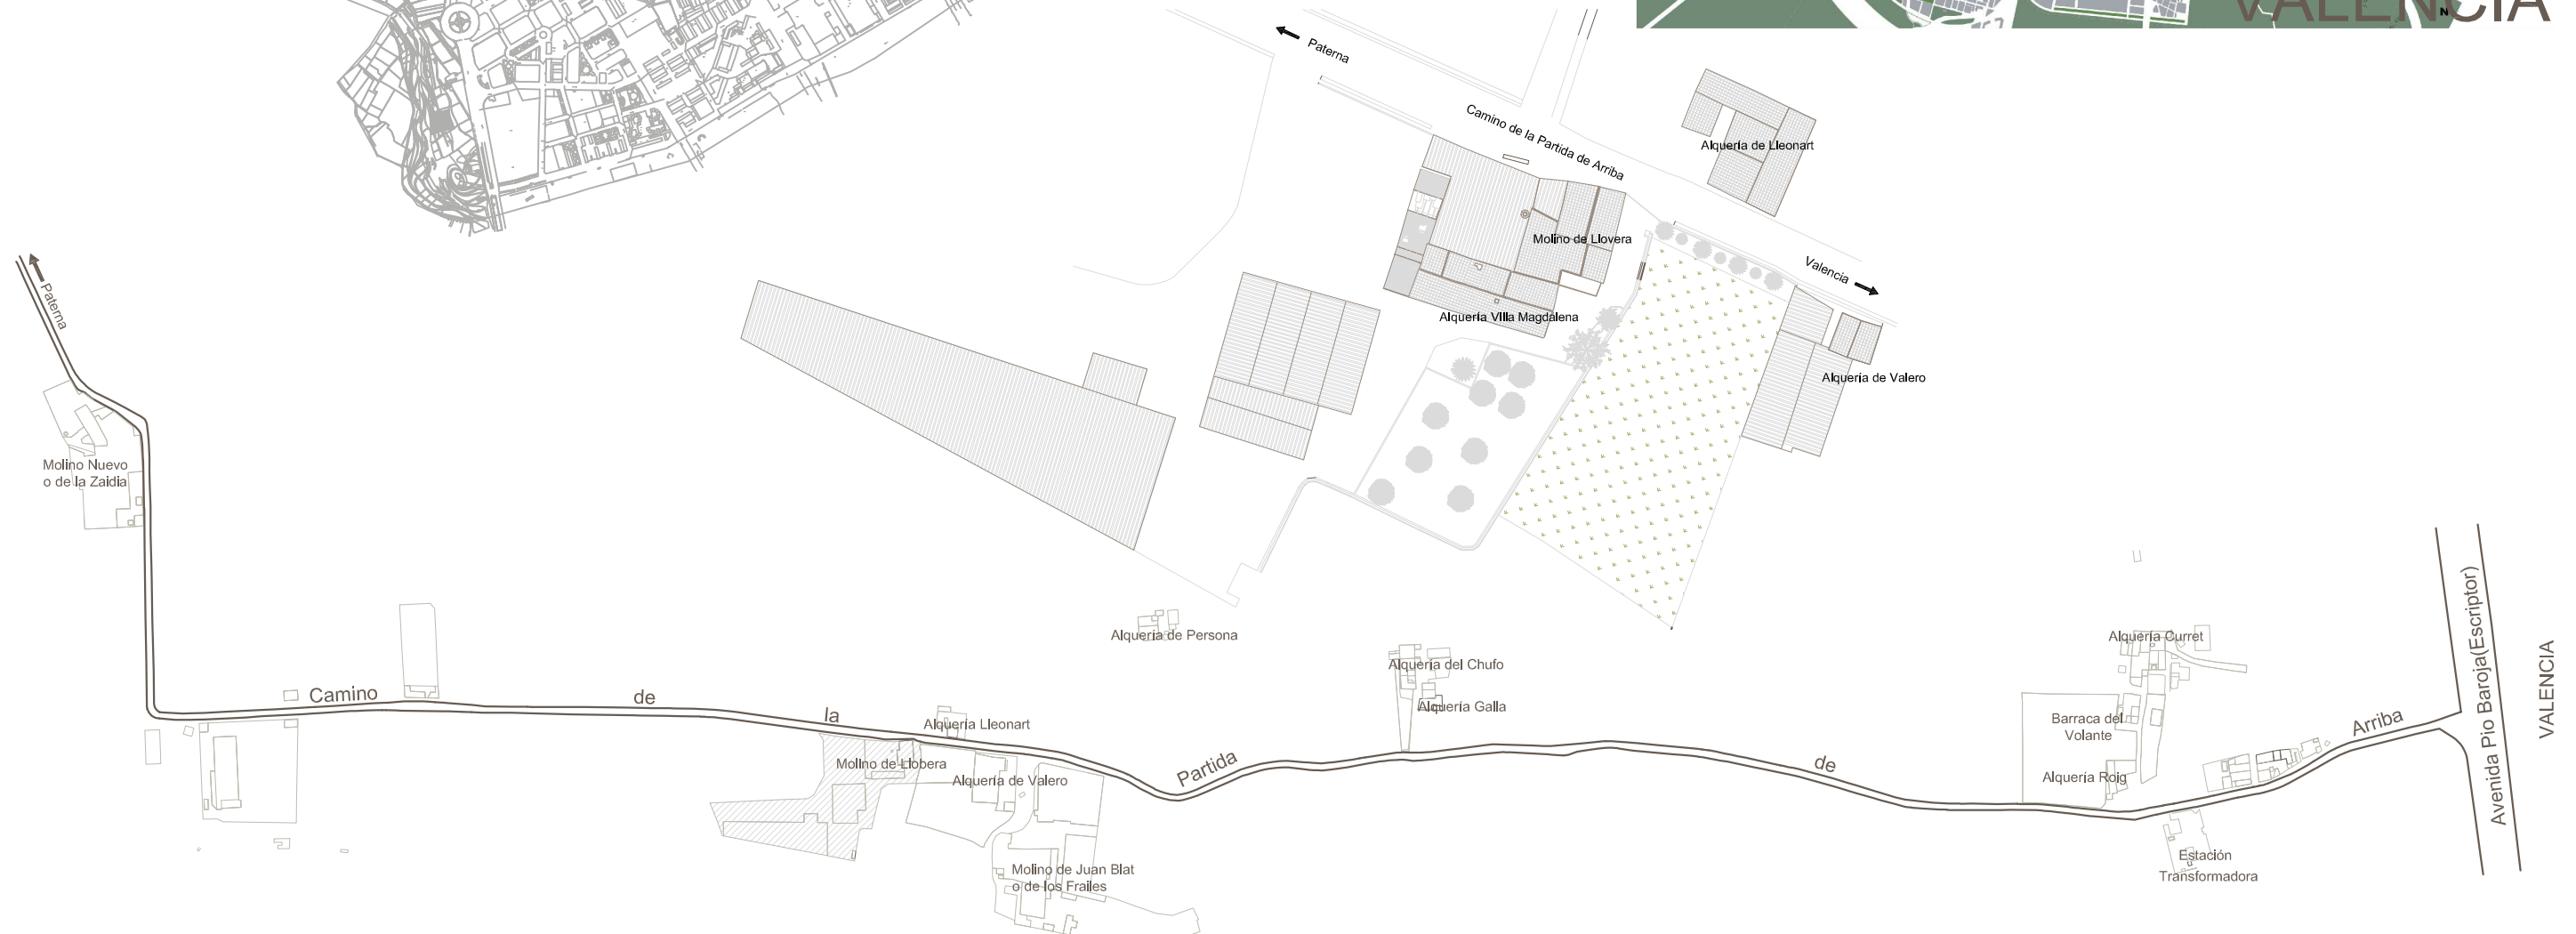 VALENCIA
N
Paterna
Camino de la Partida de Arriba
Alquería de Lleonart
Molino de Llovera
Valencia
Alquería VIlla Magdalena
Alquería de Valero
Paterna
Molino Nuevo
o de la Zaidia
Alquería de Persona
Alquería Curret
Alquería del Chufo
Camino de la Partida de Arriba
Alquería Galla
Alquería Lleonart
Barraca del
Volante
Molino de Llobera
Alquería de Valero
Alquería Roig
Molino de Juan Blat
o de los Frailes
Estación
Transformadora
Avenida Pio Baroja(Escriptor)
VALENCIA